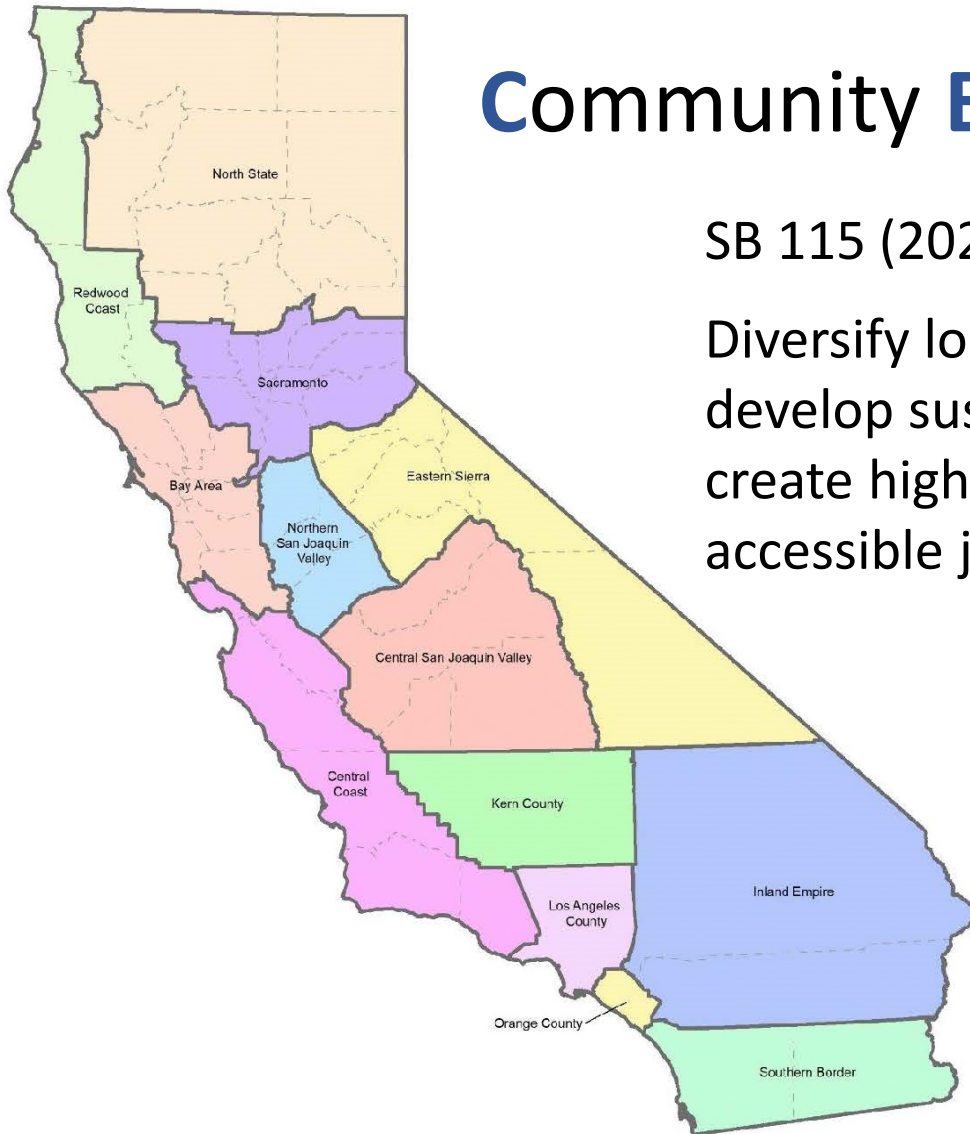 Community E
SB 115 (202
Diversify lo
develop sus
create high
accessible j
North State
Redwood
Coast
Sacramento
Bay Area
Eastern Sierra
Northern
San Joaquin
Valley
Central San Joaquin Valley
Central
Coast
Kern County
Inland Empire
Los Angeles
County
Orange County
Southern Border